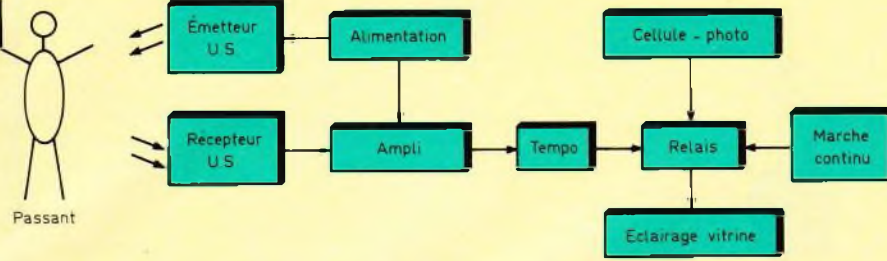 Émetteur
U S
Alimentation
Cellule - photo
Récepteur
U S
Ampli
Tempo
Relais
Marche
continu
Passant
Eclairage vitrine